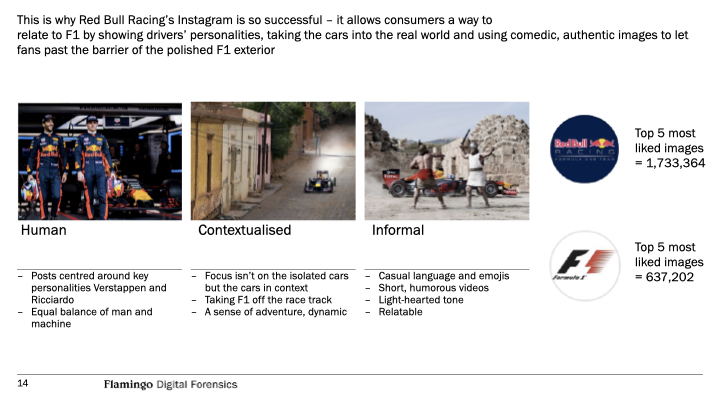 This is why Red Bull Racing's Instagram is so successful – it allows consumers a way to
relate to F1 by showing drivers' personalities, taking the cars into the real world and using comedic, authentic images to let
fans past the barrier of the polished F1 exterior
Human
– Posts centred around key
personalities Verstappen and
Ricciardo
– Equal balance of man and
machine
Contextualised
– Focus isn't on the isolated cars
but the cars in context
– Taking F1 off the race track
– A sense of adventure, dynamic
Informal
– Casual language and emojis
– Short, humorous videos
– Light-hearted tone
– Relatable
Red Bull
RACING
FORMULA ONE TEAM
Top 5 most
liked images
= 1,733,364
F1
Formula 1
Top 5 most
liked images
= 637,202
14
Flamingo Digital Forensics